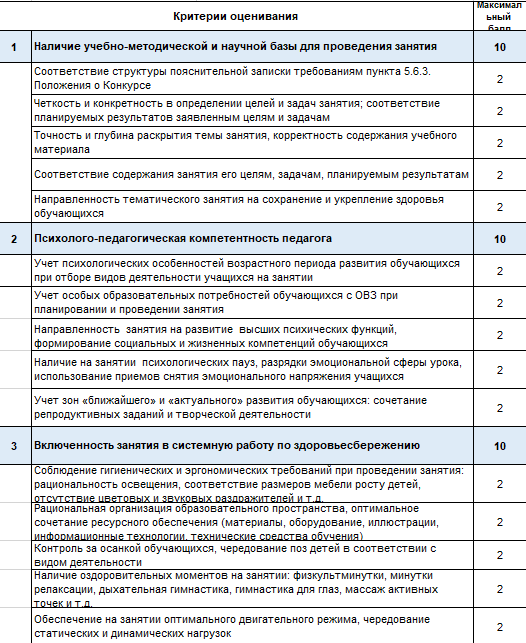 Критерии оценивания
Максимал
ьный
балл
1 Наличие учебно-методической и научной базы для проведения занятия 10
Соответствие структуры пояснительной записки требованиям пункта 5.6.3.
Положения о Конкурсе
2
Четкость и конкретность в определении целей и задач занятия; соответствие
планируемых результатов заявленным целям и задачам
2
Точность и глубина раскрытия темы занятия, корректность содержания учебного
материала
2
Соответствие содержания занятия его целям, задачам, планируемым результатам 2
Направленность тематического занятия на сохранение и укрепление здоровья
обучающихся
2
2 Психолого-педагогическая компетентность педагога 10
Учет психологических особенностей возрастного периода развития обучающихся
при отборе видов деятельности учащихся на занятии
2
Учет особых образовательных потребностей обучающихся с ОВЗ при
планировании и проведении занятия
2
Направленность занятия на развитие высших психических функций,
формирование социальных и жизненных компетенций обучающихся
2
Наличие на занятии психологических пауз, разрядки эмоциональной сферы урока,
использование приемов снятия эмоционального напряжения учащихся
2
Учет зон «ближайшего» и «актуального» развития обучающихся: сочетание
репродуктивных заданий и творческой деятельности
2
3 Включенность занятия в системную работу по здоровьесбережению 10
Соблюдение гигиенических и эргономических требований при проведении занятия:
рациональность освещения, соответствие размеров мебели росту детей,
отсутствие цветовых и звуковых раздражителей и т.д.
2
Рациональная организация образовательного пространства, оптимальное
сочетание ресурсного обеспечения (материалы, оборудование, иллюстрации,
информационные технологии, технические средства обучения)
2
Контроль за осанкой обучающихся, чередование поз детей в соответствии с
видом деятельности
2
Наличие оздоровительных моментов на занятии: физкультминутки, минутки
релаксации, дыхательная гимнастика, гимнастика для глаз, массаж активных
точек и т.д.
2
Обеспечение на занятии оптимального двигательного режима, чередование
статических и динамических нагрузок
2